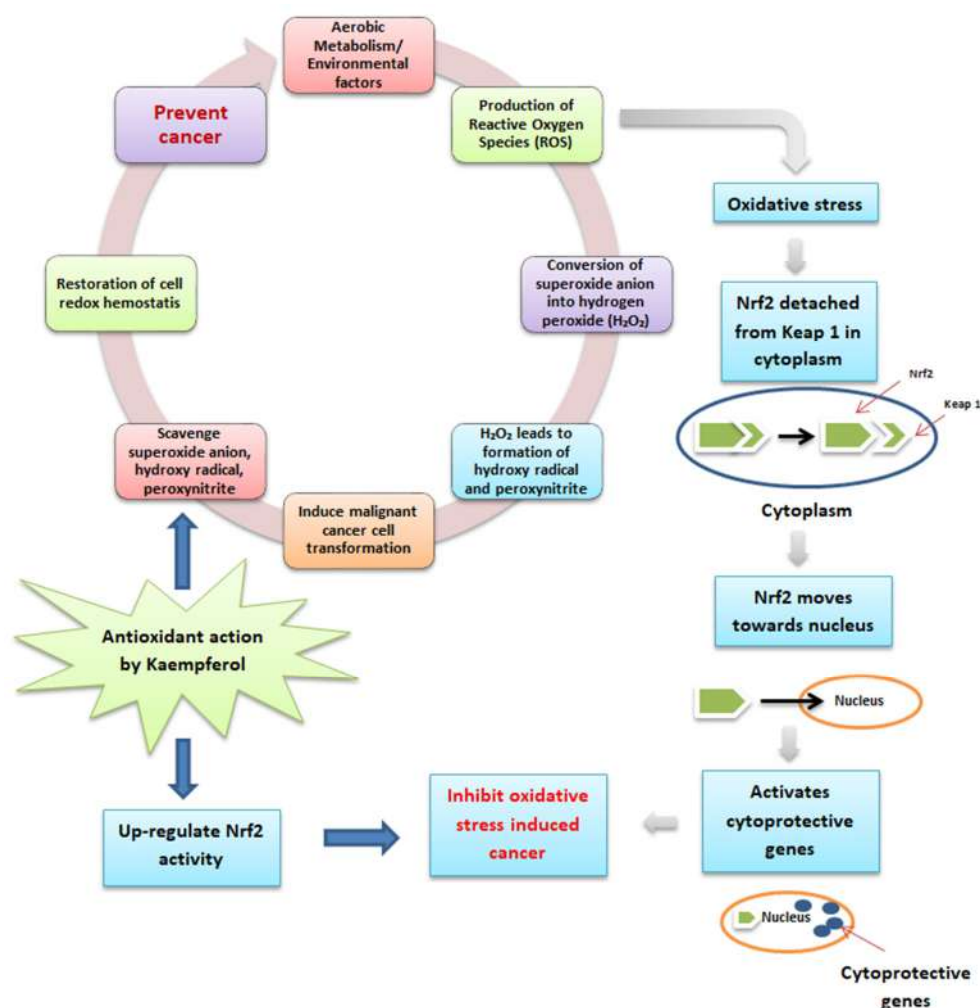 Aerobic
Metabolism/
Environmental
factors
Production of
Reactive Oxygen
Species (ROS)
Conversion of
superoxide anion
into hydrogen
peroxide (H₂O₂)
H₂O₂ leads to
formation of
hydroxy radical
and peroxynitrite
Induce malignant
cancer cell
transformation
Scavenge
superoxide anion,
hydroxy radical,
peroxynitrite
Restoration of cell
redox hemostatis
Prevent
cancer
Antioxidant action
by Kaempferol
Up-regulate Nrf2
activity
Inhibit oxidative
stress induced
cancer
Oxidative stress
Nrf2 detached
from Keap 1 in
cytoplasm
Nrf2
Keap 1
Cytoplasm
Nrf2 moves
towards nucleus
Nucleus
Activates
cytoprotective
genes
Nucleus
Cytoprotective
genes